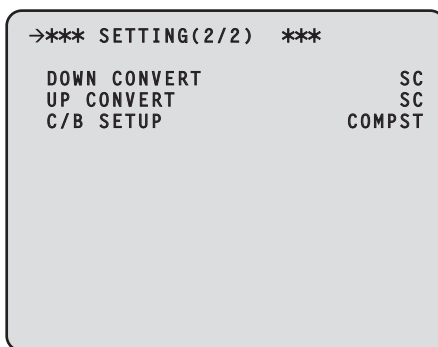 →*** SETTING(2/2) ***
DOWN CONVERT SC
UP CONVERT SC
C/B SETUP COMPST